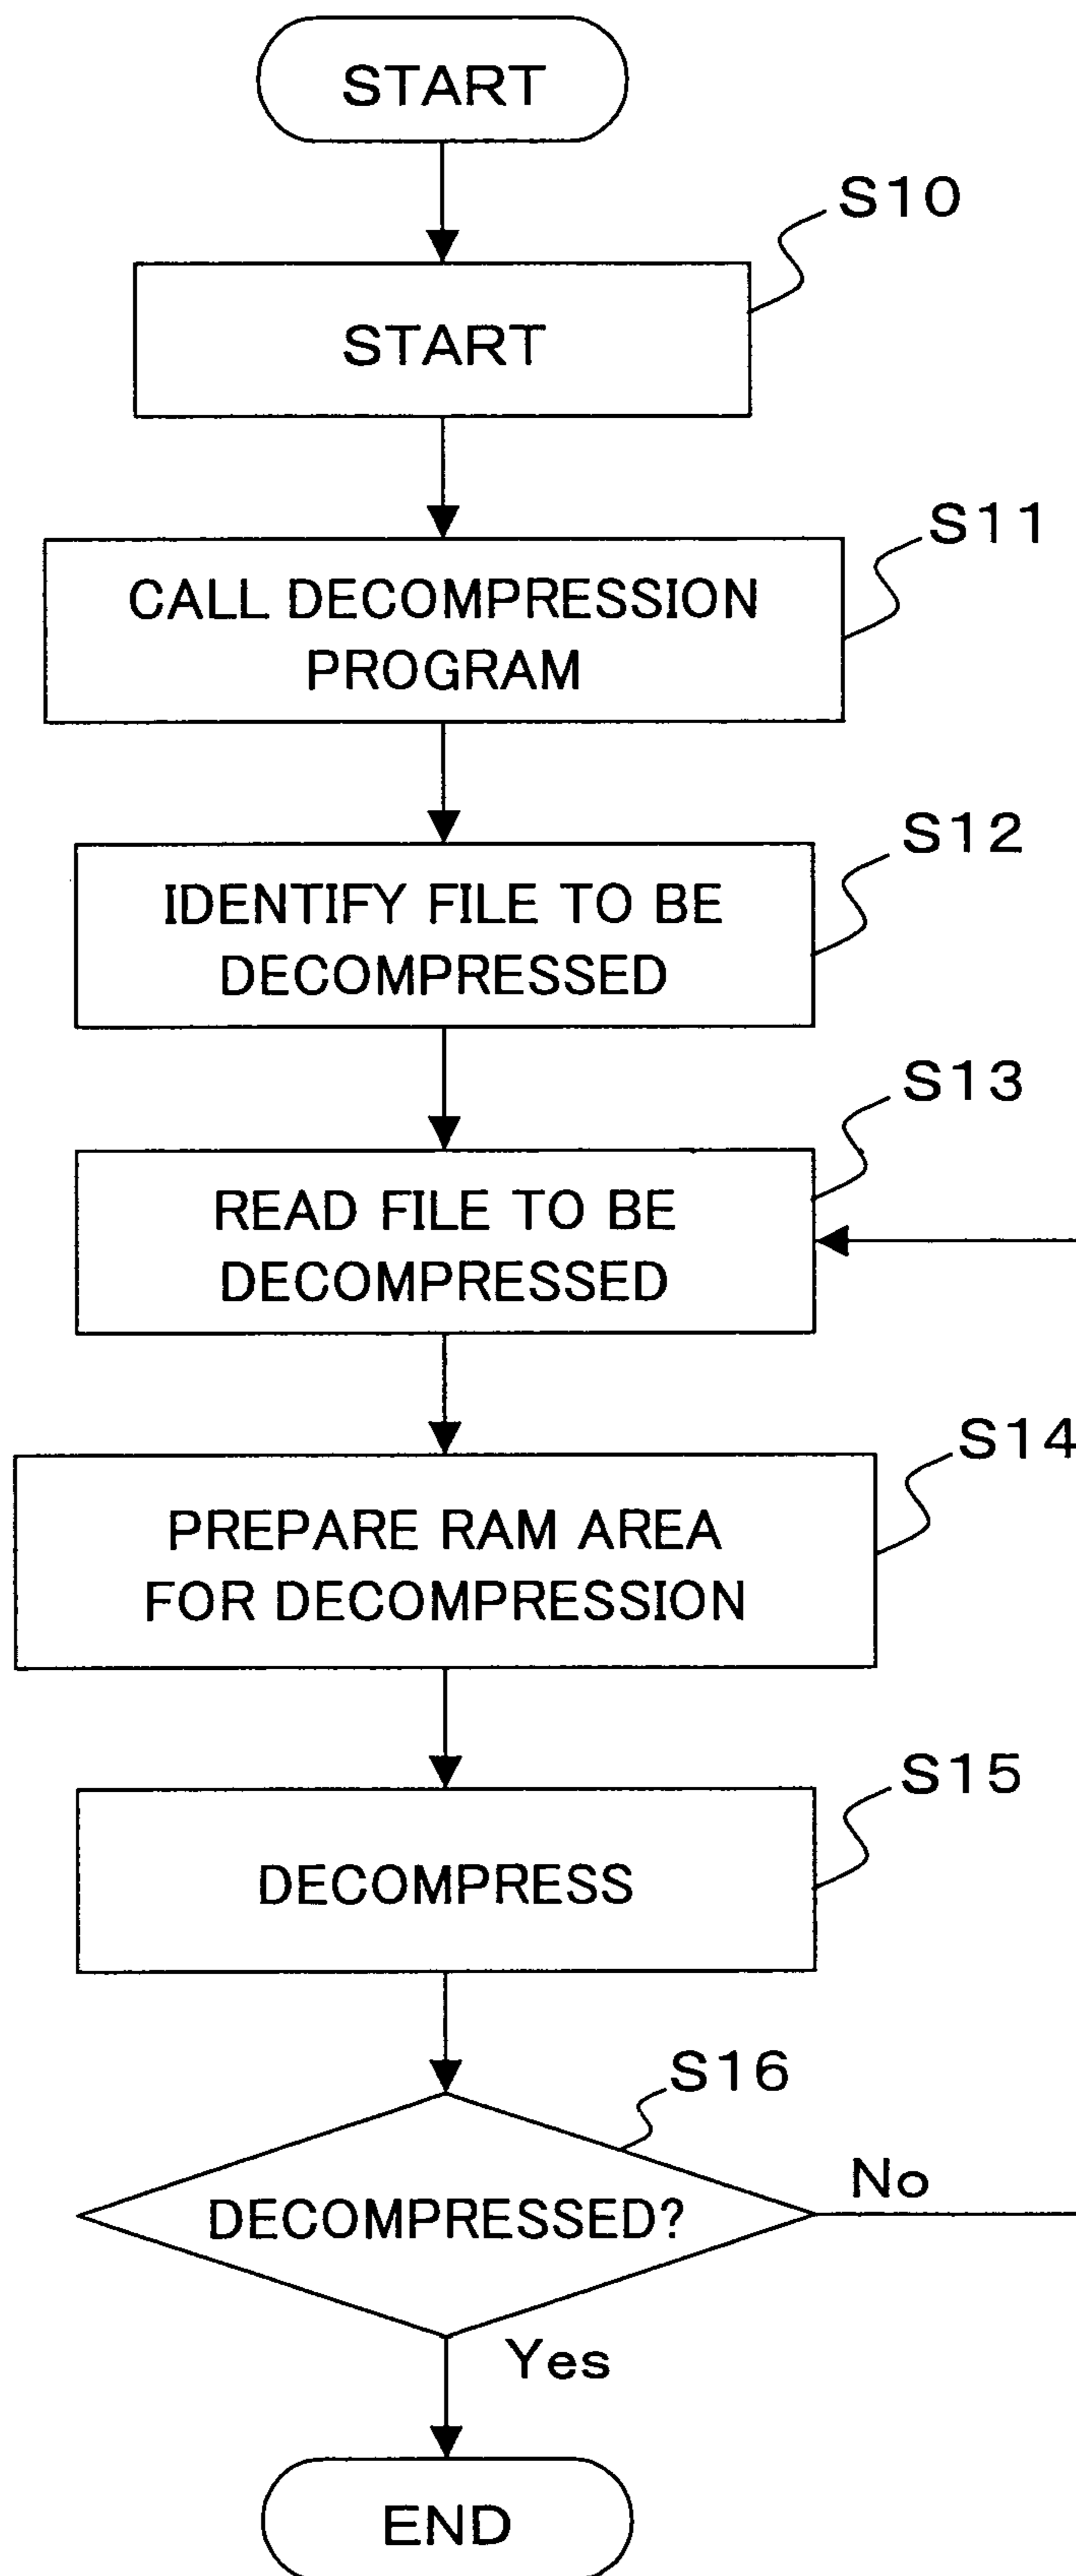 START
S10
START
S11
CALL DECOMPRESSION
PROGRAM
S12
IDENTIFY FILE TO BE
DECOMPRESSED
S13
READ FILE TO BE
DECOMPRESSED
S14
PREPARE RAM AREA
FOR DECOMPRESSION
S15
DECOMPRESS
S16
DECOMPRESSED?
No
Yes
END